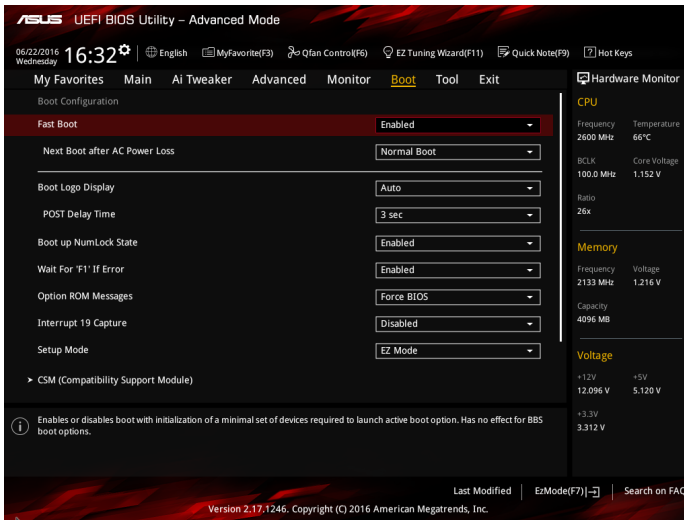 ASUS UEFI BIOS Utility – Advanced Mode
06/22/2016 Wednesday 16:32 English MyFavorite(F3) Qfan Control(F6) EZ Tuning Wizard(F11) Quick Note(F9) ? Hot Keys
My Favorites Main Ai Tweaker Advanced Monitor Boot Tool Exit
Hardware Monitor
Boot Configuration
Fast Boot Enabled
Next Boot after AC Power Loss Normal Boot
Boot Logo Display Auto
POST Delay Time 3 sec
Boot up NumLock State Enabled
Wait For 'F1' If Error Enabled
Option ROM Messages Force BIOS
Interrupt 19 Capture Disabled
Setup Mode EZ Mode
> CSM (Compatibility Support Module)
CPU
Frequency Temperature
2600 MHz 66°C
BCLK Core Voltage
100.0 MHz 1.152 V
Ratio
26x
Memory
Frequency Voltage
2133 MHz 1.216 V
Capacity
4096 MB
Voltage
+12V +5V
12.096 V 5.120 V
+3.3V
3.312 V
i Enables or disables boot with initialization of a minimal set of devices required to launch active boot option. Has no effect for BBS
boot options.
Last Modified EzMode(F7) Search on FAQ
Version 2.17.1246. Copyright (C) 2016 American Megatrends, Inc.